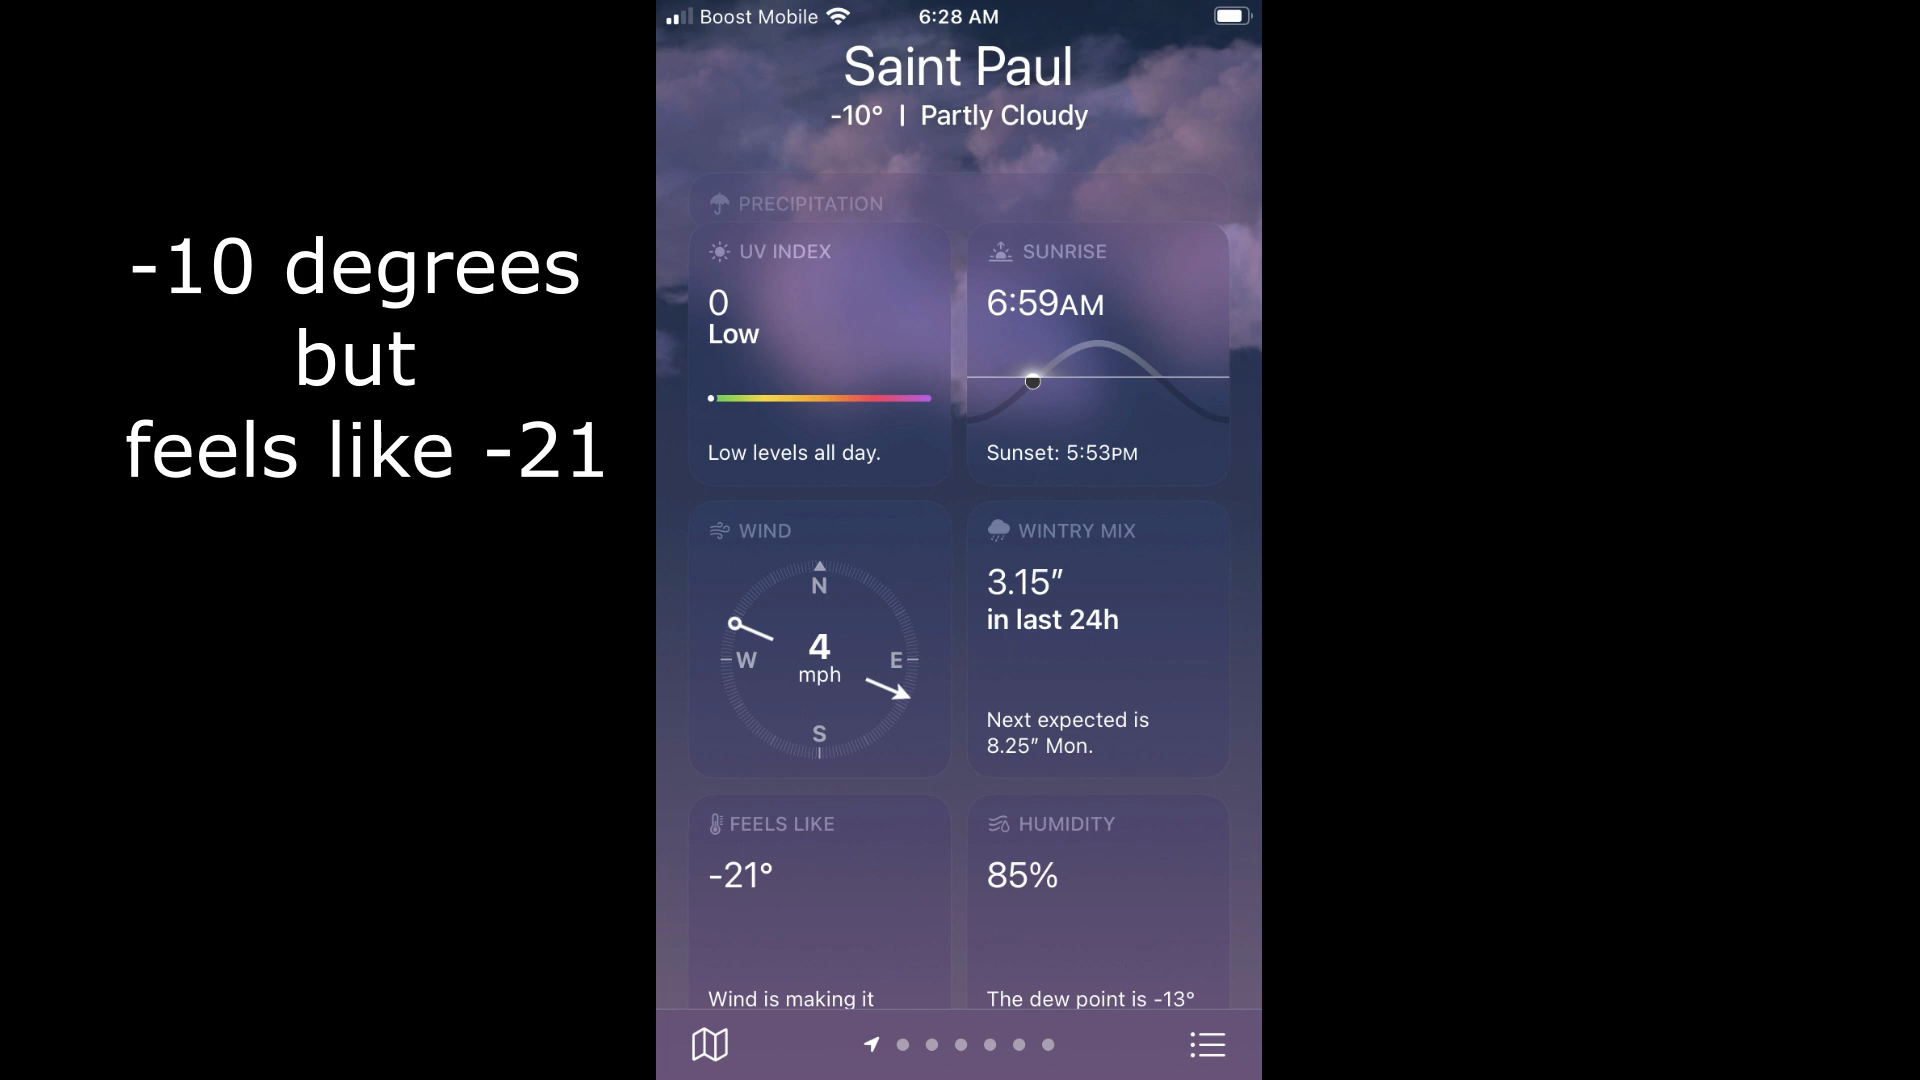 -10 degrees
but
feels like -21
Boost Mobile
6:28 AM
Saint Paul
-10° | Partly Cloudy
PRECIPITATION
UV INDEX
0
Low
Low levels all day.
SUNRISE
6:59AM
Sunset: 5:53PM
WIND
N
W
E
S
4
mph
WINTRY MIX
3.15”
in last 24h
Next expected is
8.25” Mon.
FEELS LIKE
-21°
Wind is making it
HUMIDITY
85%
The dew point is -13°